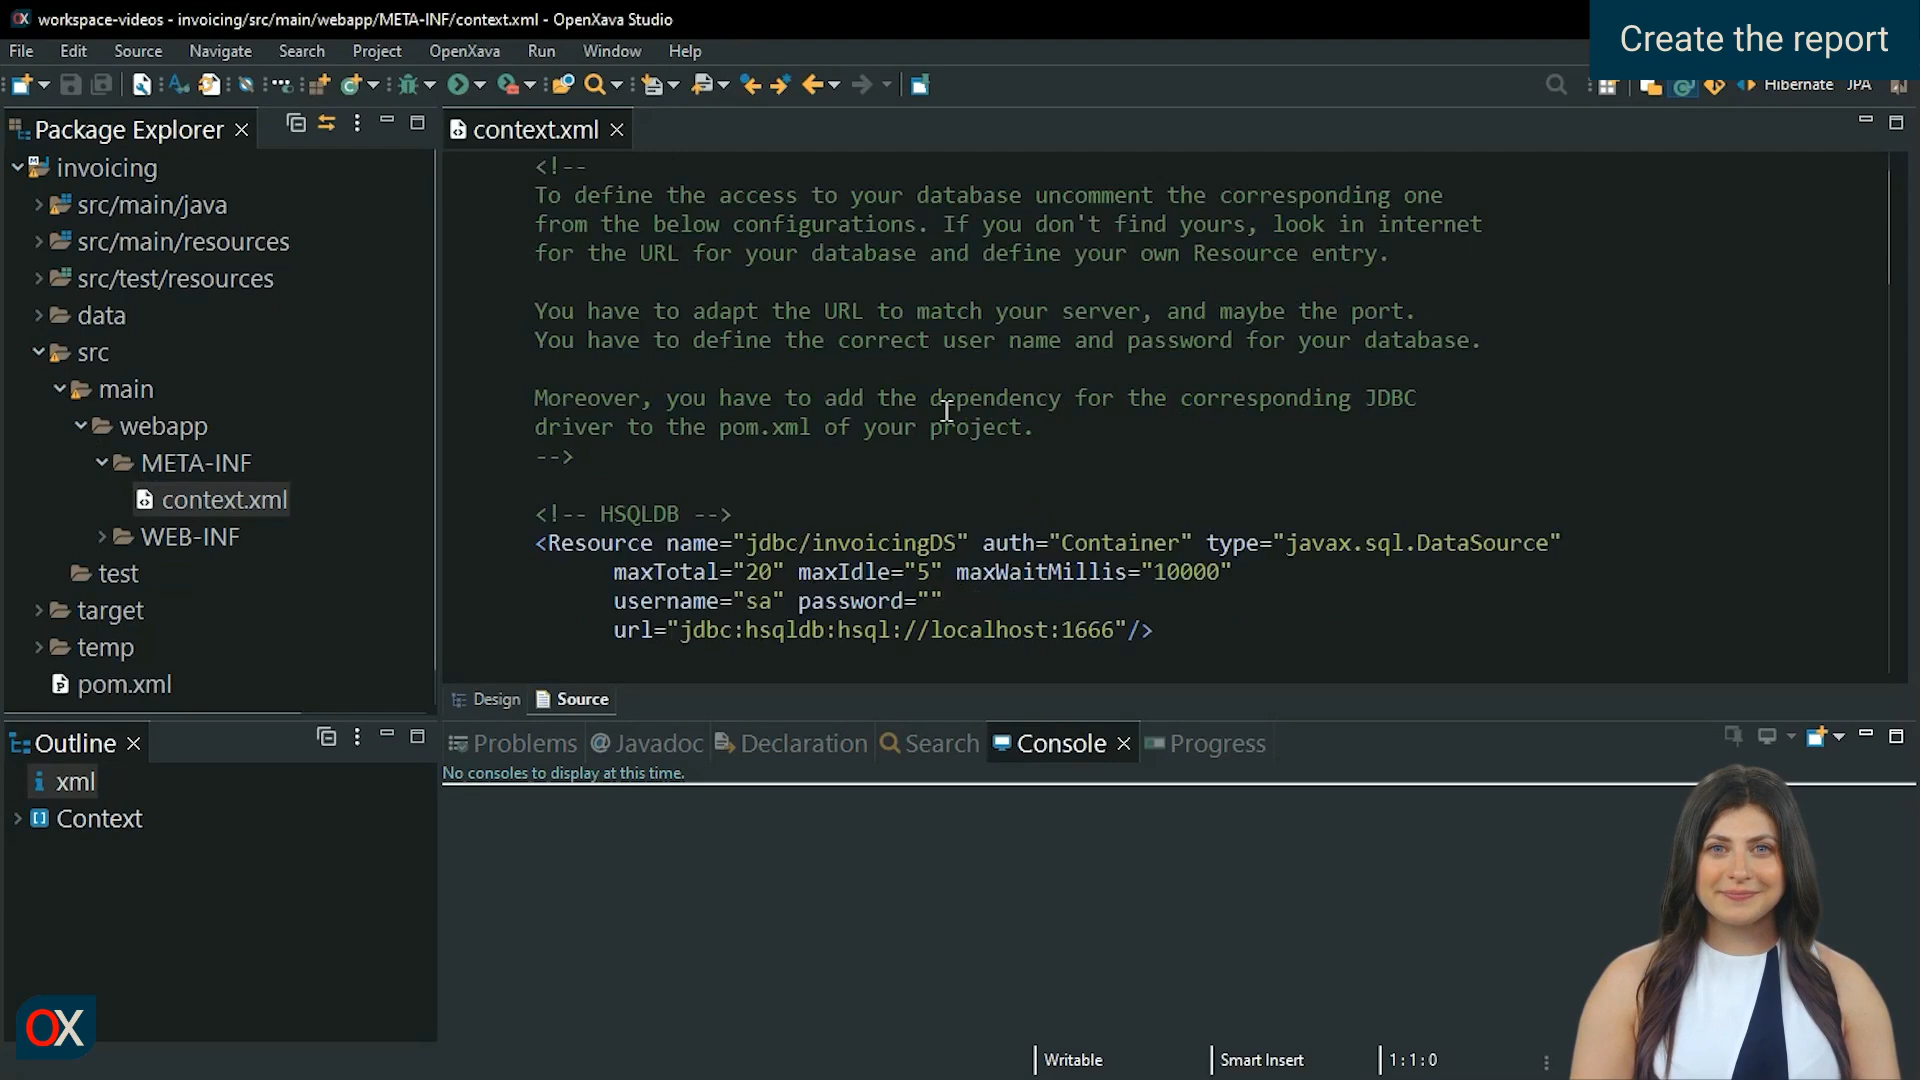 workspace-videos - invoicing/src/main/webapp/META-INF/context.xml - OpenXava Studio
Create the report
File Edit Source Navigate Search Project OpenXava Run Window Help
Hibernate JPA
Package Explorer
context.xml
invoicing
src/main/java
src/main/resources
src/test/resources
data
src
main
webapp
META-INF
context.xml
WEB-INF
test
target
temp
pom.xml
<!--
To define the access to your database uncomment the corresponding one
from the below configurations. If you don't find yours, look in internet
for the URL for your database and define your own Resource entry.
You have to adapt the URL to match your server, and maybe the port.
You have to define the correct user name and password for your database.
Moreover, you have to add the dependency for the corresponding JDBC
driver to the pom.xml of your project.
-->
<!-- HSQLDB -->
<Resource name="jdbc/invoicingDS" auth="Container" type="javax.sql.DataSource"
maxTotal="20" maxIdle="5" maxWaitMillis="10000"
username="sa" password=""
url="jdbc:hsqldb:hsql://localhost:1666"/>
Design Source
Outline
xml
Context
Problems Javadoc Declaration Search Console Progress
No consoles to display at this time.
OX
Writable Smart Insert 1:1:0